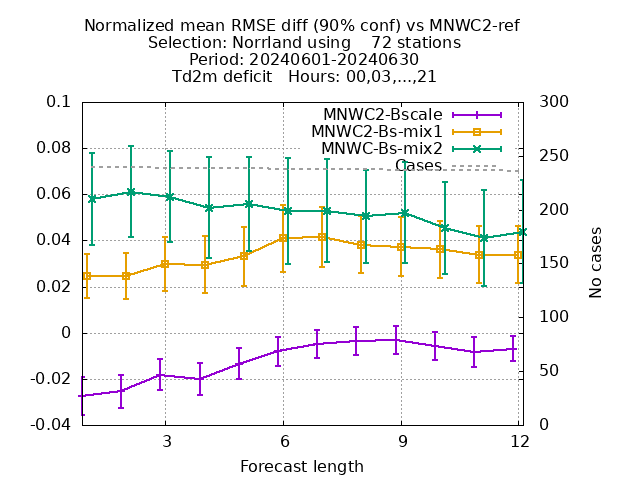 Normalized mean RMSE diff (90% conf) vs MNWC2-ref
Selection: Norrland using    72 stations
Period: 20240601-20240630
Td2m deficit   Hours: 00,03,...,21
MNWC2-Bscale
MNWC2-Bs-mix1
MNWC-Bs-mix2
Cases
0.1
0.08
0.06
0.04
0.02
0
-0.02
-0.04
300
250
200
150
100
50
0
No cases
3 6 9 12
Forecast length